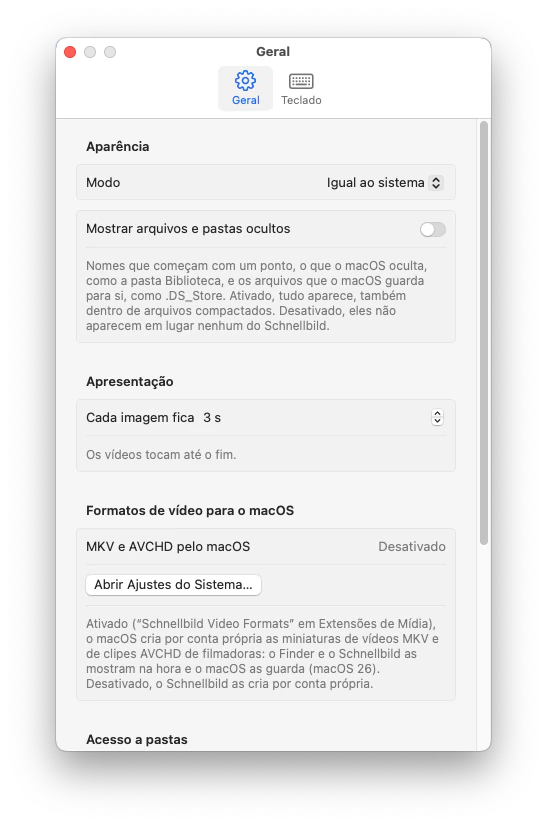 Geral
Geral
Teclado
Aparência
Modo
Igual ao sistema
Mostrar arquivos e pastas ocultos
Nomes que começam com um ponto, o que o macOS oculta,
como a pasta Biblioteca, e os arquivos que o macOS guarda
para si, como .DS_Store. Ativado, tudo aparece, também
dentro de arquivos compactados. Desativado, eles não
aparecem em lugar nenhum do Schnellbild.
Apresentação
Cada imagem fica 3 s
Os vídeos tocam até o fim.
Formatos de vídeo para o macOS
MKV e AVCHD pelo macOS
Desativado
Abrir Ajustes do Sistema...
Ativado (“Schnellbild Video Formats” em Extensões de Mídia),
o macOS cria por conta própria as miniaturas de vídeos MKV e
de clipes AVCHD de filmadoras: o Finder e o Schnellbild as
mostram na hora e o macOS as guarda (macOS 26).
Desativado, o Schnellbild as cria por conta própria.
Acesso a pastas